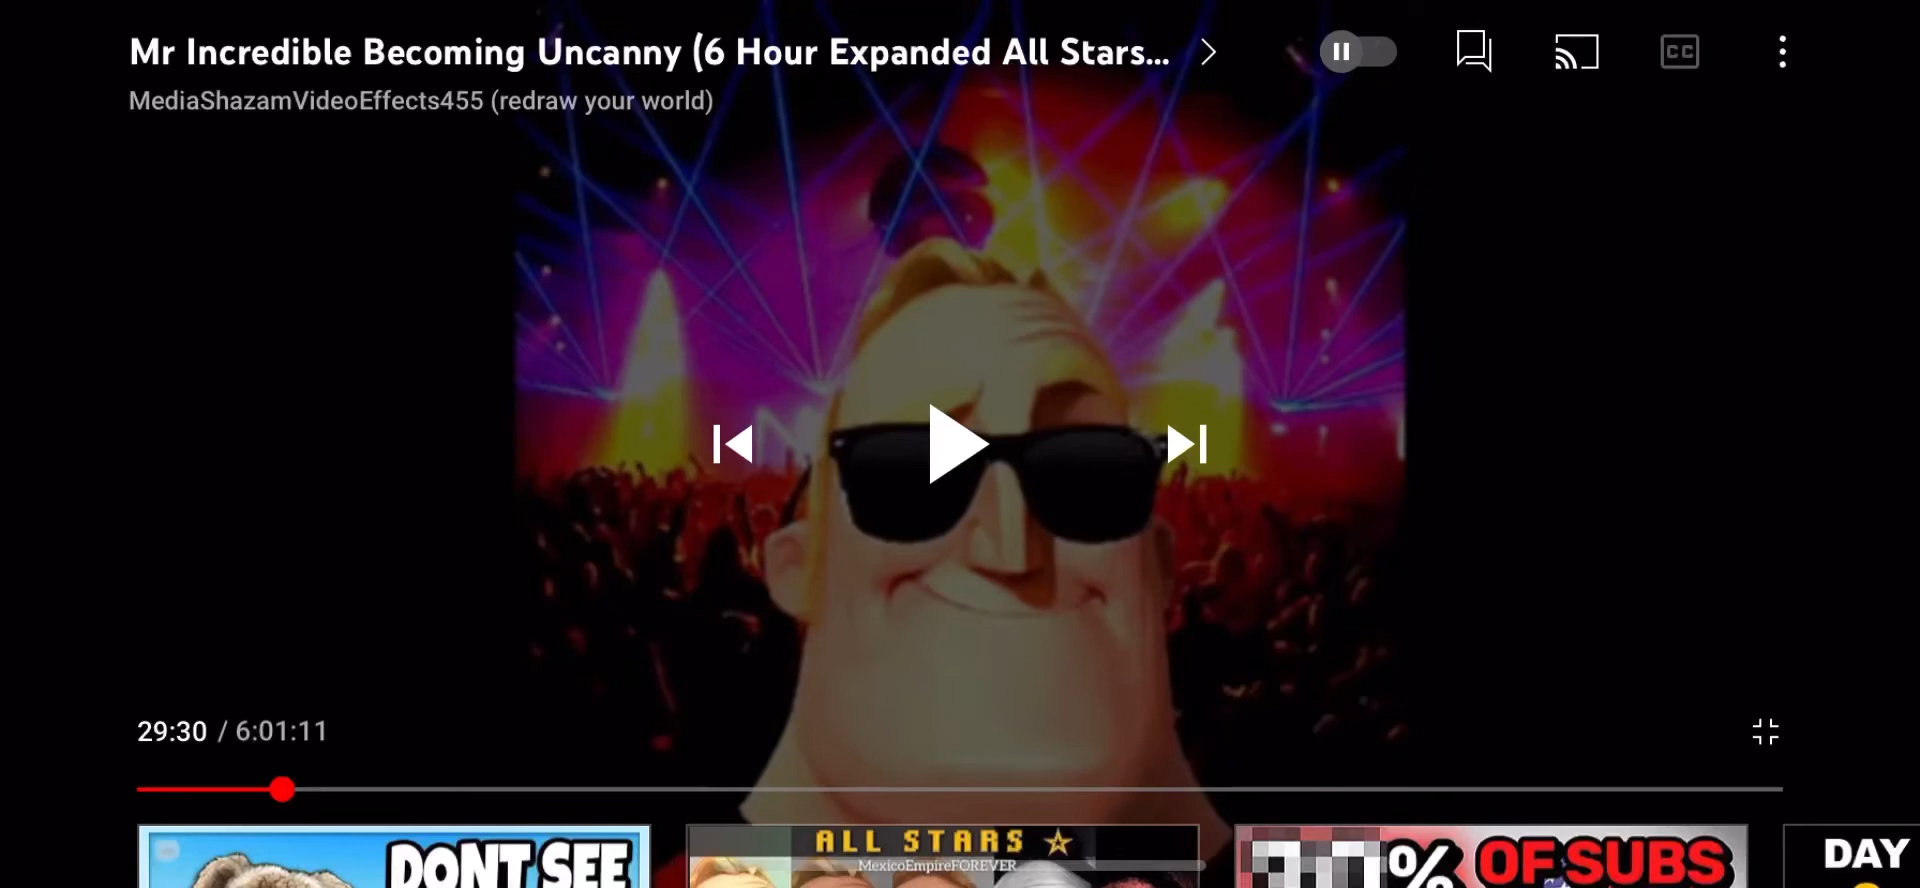 Mr Incredible Becoming Uncanny (6 Hour Expanded All Stars...
MediaShazamVideoEffects455 (redraw your world)
CC
29:30 / 6:01:11
DONT SEE
ALL STARS
MexicoEmpireFOREVER
% OF SUBS
DAY